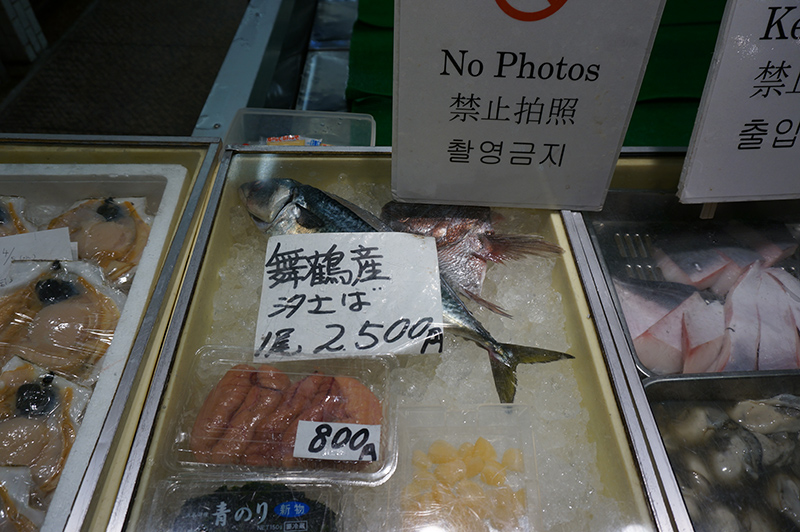 No Photos
禁止拍照
촬영금지
Ke
禁止
출입
舞鶴産
汐士ば
1尾 2,500円
800円
青のり
新物